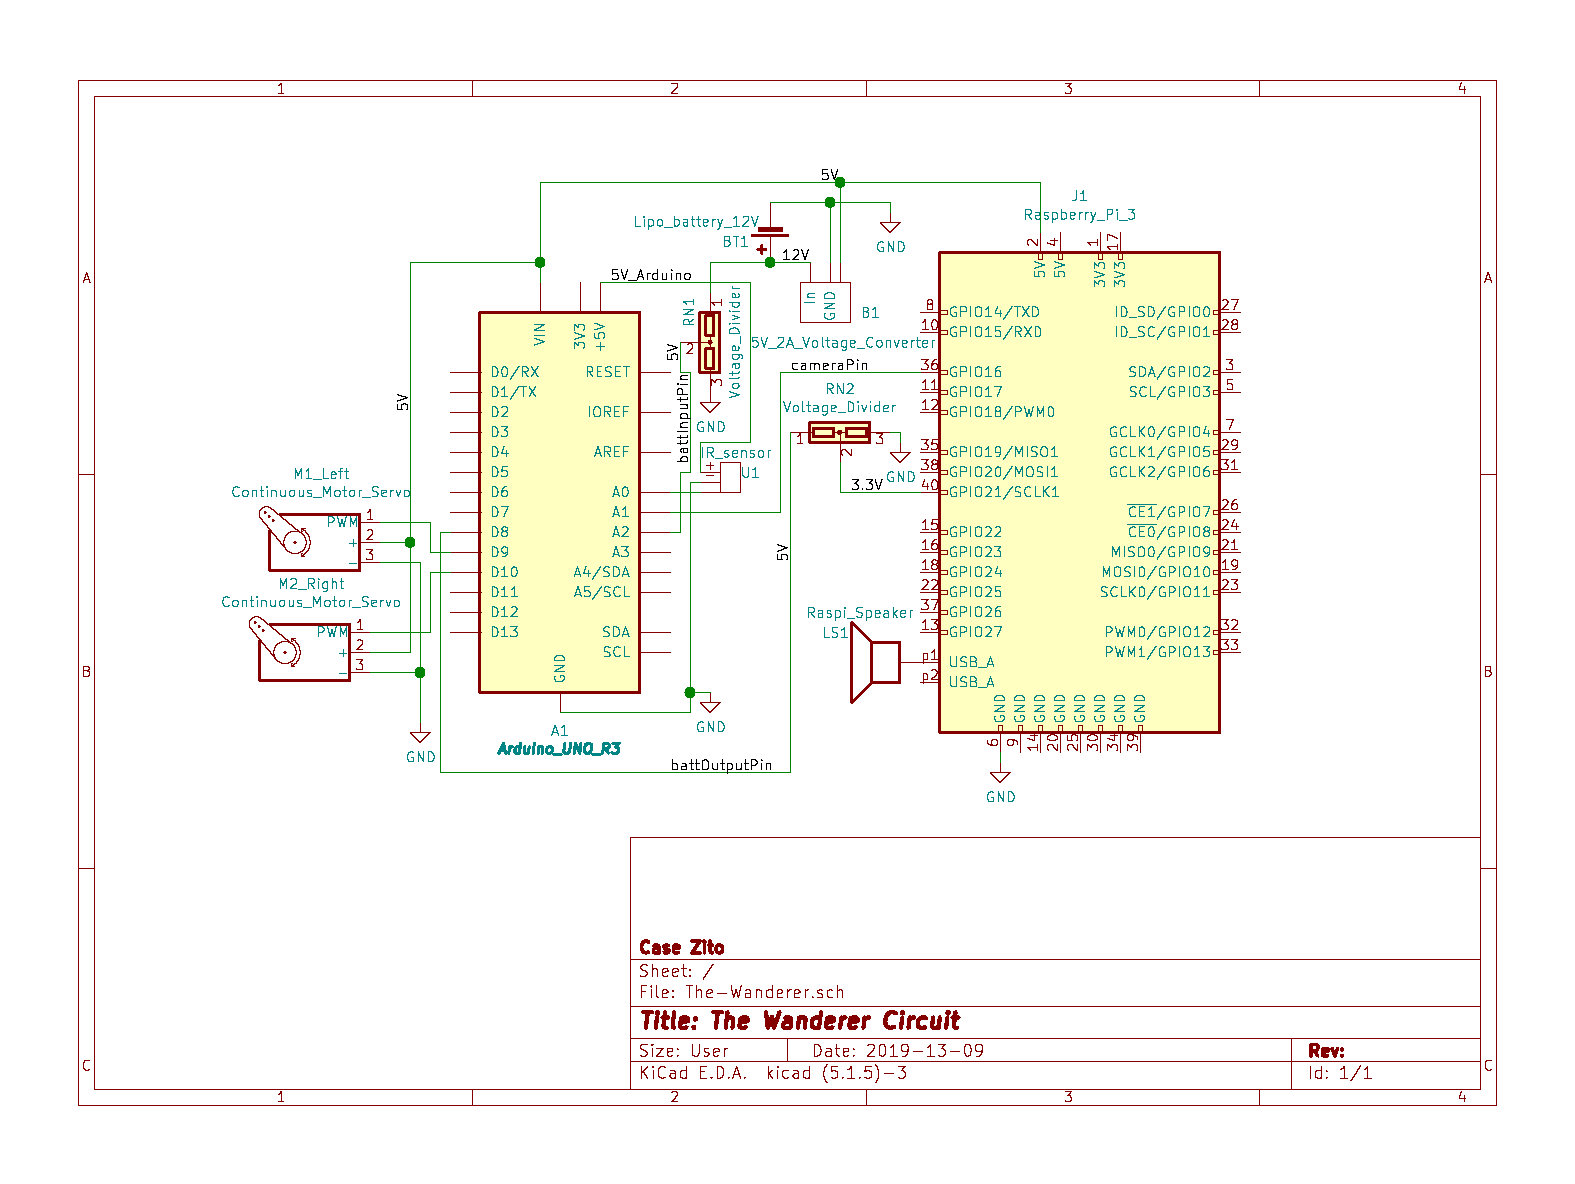 1
2
3
4
A
B
C
5V
J1
Raspberry_Pi_3
Lipo_battery_12V
BT1
+
12V
GND
5V_Arduino
In
GND
B1
5V_2A_Voltage_Converter
RN1
Voltage_Divider
1
2
3
5V
battInputPin
GND
cameraPin
RN2
Voltage_Divider
1
2
3
GND
3.3V
5V
IR_sensor
+
−
U1
5V
M1_Left
Continuous_Motor_Servo
PWM 1
+ 2
− 3
M2_Right
Continuous_Motor_Servo
PWM 1
+ 2
− 3
GND
VIN
3V3
+5V
D0/RX
D1/TX
D2
D3
D4
D5
D6
D7
D8
D9
D10
D11
D12
D13
RESET
IOREF
AREF
A0
A1
A2
A3
A4/SDA
A5/SCL
SDA
SCL
GND
A1
Arduino_UNO_R3
GND
battOutputPin
Raspi_Speaker
LS1
2 4 1 17
5V 5V 3V3 3V3
8 GPIO14/TXD
10 GPIO15/RXD
36 GPIO16
11 GPIO17
12 GPIO18/PWM0
35 GPIO19/MISO1
38 GPIO20/MOSI1
40 GPIO21/SCLK1
15 GPIO22
16 GPIO23
18 GPIO24
22 GPIO25
37 GPIO26
13 GPIO27
p1 USB_A
p2 USB_A
ID_SD/GPIO0 27
ID_SC/GPIO1 28
SDA/GPIO2 3
SCL/GPIO3 5
GCLK0/GPIO4 7
GCLK1/GPIO5 29
GCLK2/GPIO6 31
CE1/GPIO7 26
CE0/GPIO8 24
MISO0/GPIO9 21
MOSI0/GPIO10 19
SCLK0/GPIO11 23
PWM0/GPIO12 32
PWM1/GPIO13 33
GND GND GND GND GND GND GND GND
6 9 14 20 25 30 34 39
GND
Case Zito
Sheet: /
File: The-Wanderer.sch
Title: The Wanderer Circuit
Size: User Date: 2019-13-09 Rev:
KiCad E.D.A. kicad (5.1.5)-3 Id: 1/1
1
2
3
4
A
B
C